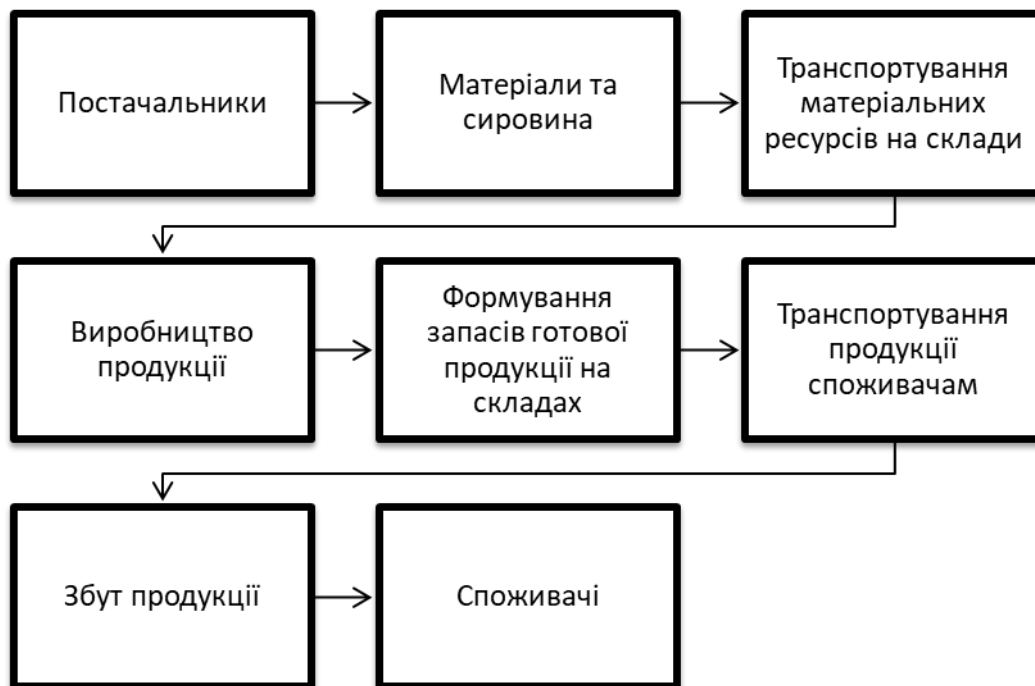 Постачальники
Матеріали та
сировина
Транспортування
матеріальних
ресурсів на склади
Виробництво
продукції
Формування
запасів готової
продукції на
складах
Транспортування
продукції
споживачам
Збут продукції
Споживачі